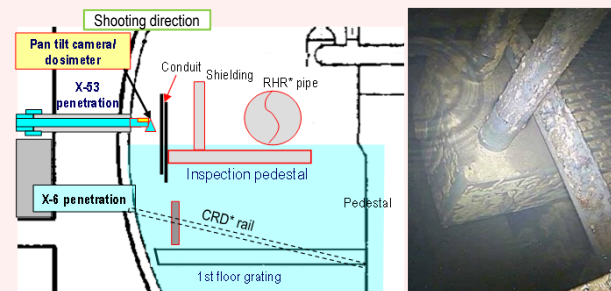 Shooting direction
Pan tilt camera/
dosimeter
X-53
penetration
Conduit
Shielding
RHR* pipe
Inspection pedestal
X-6 penetration
Pedestal
CRD* rail
1st floor grating